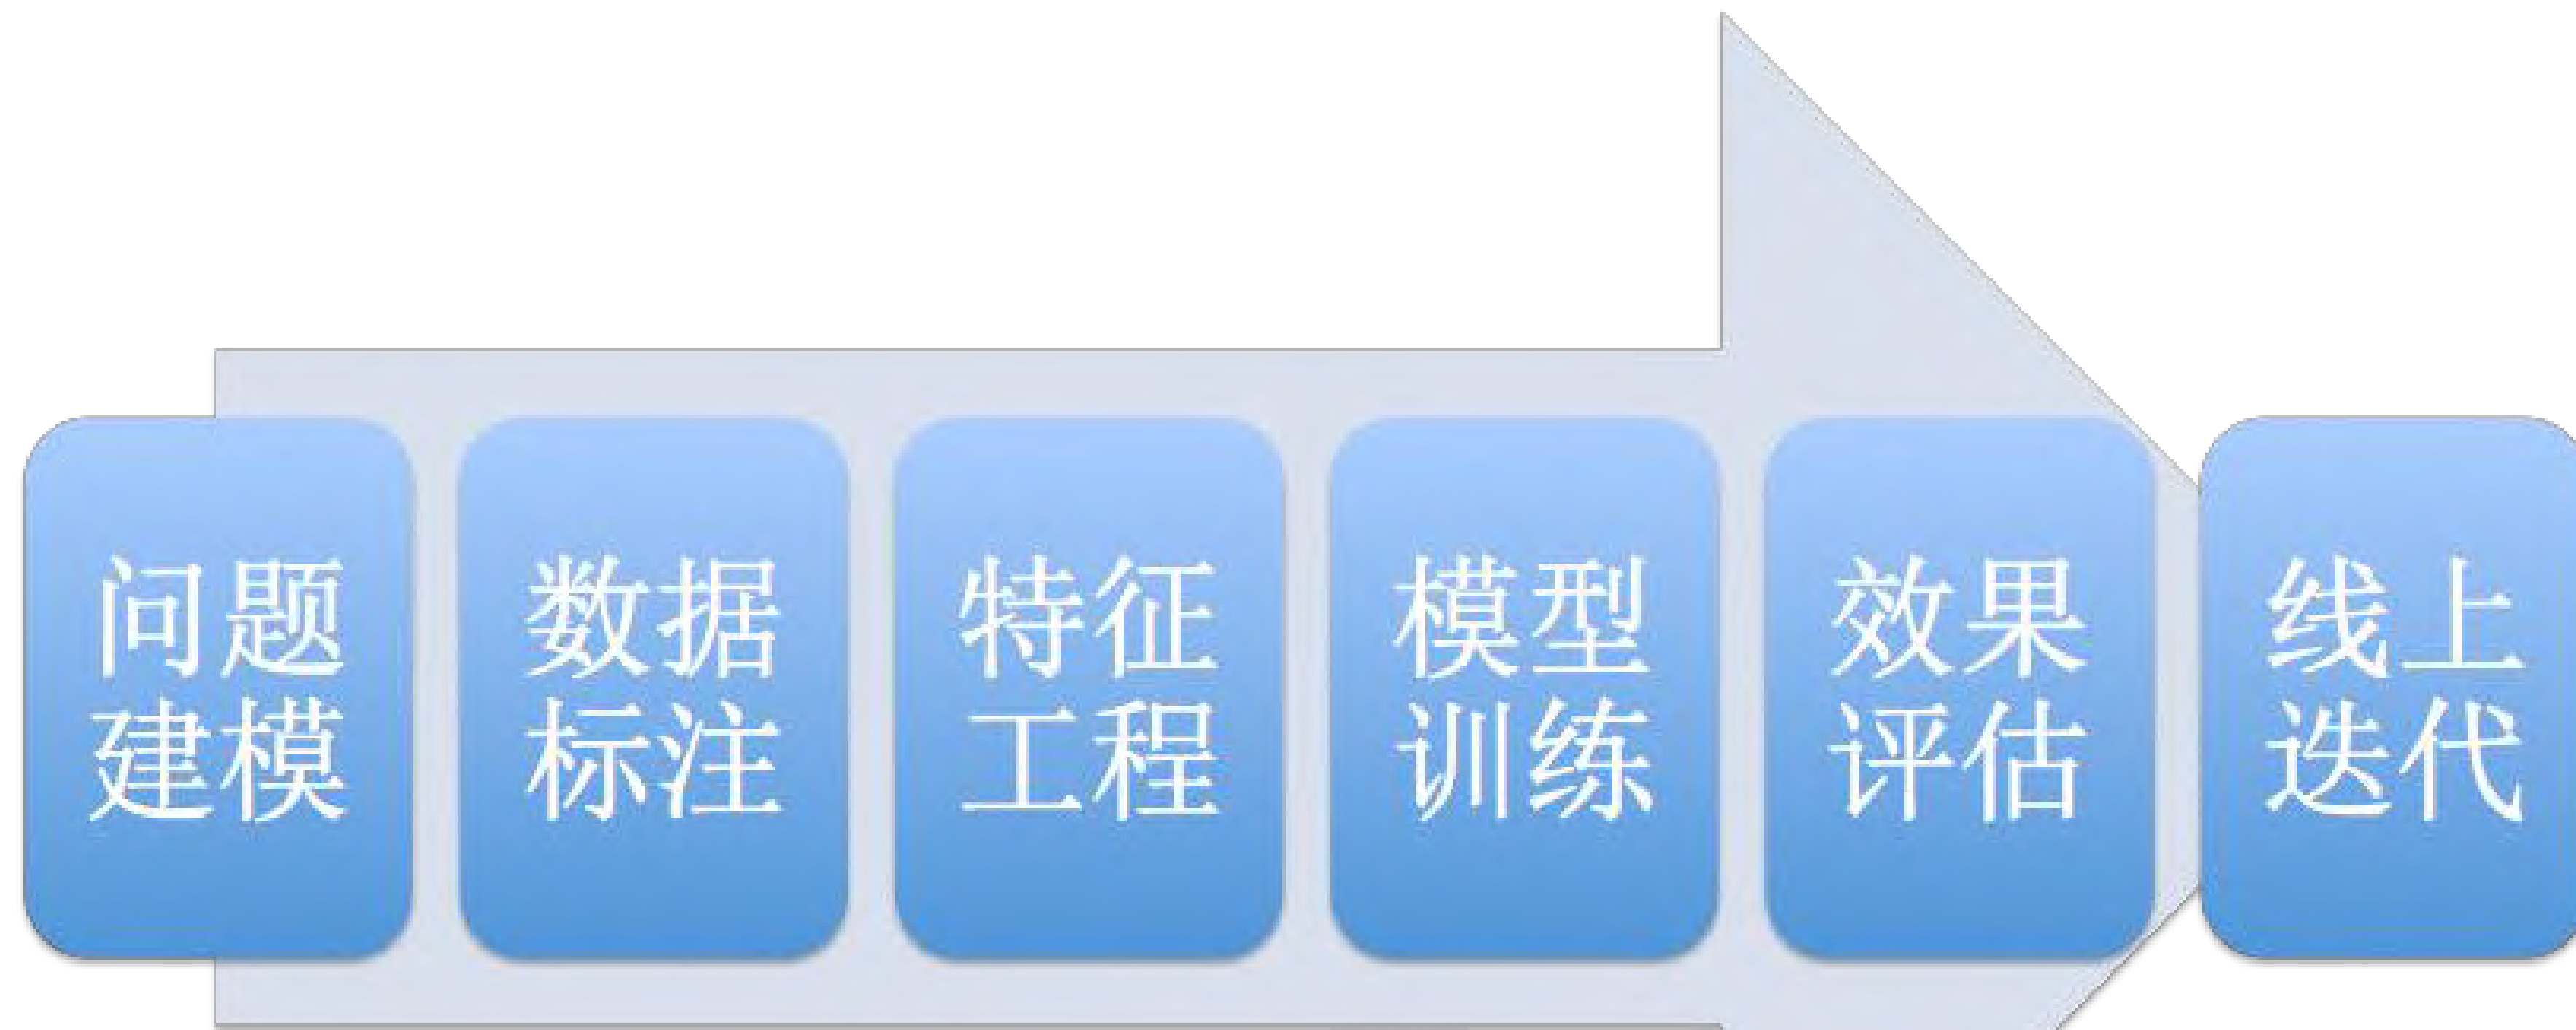 问题
建模
数据
标注
特征
工程
模型
训练
效果
评估
线上
迭代